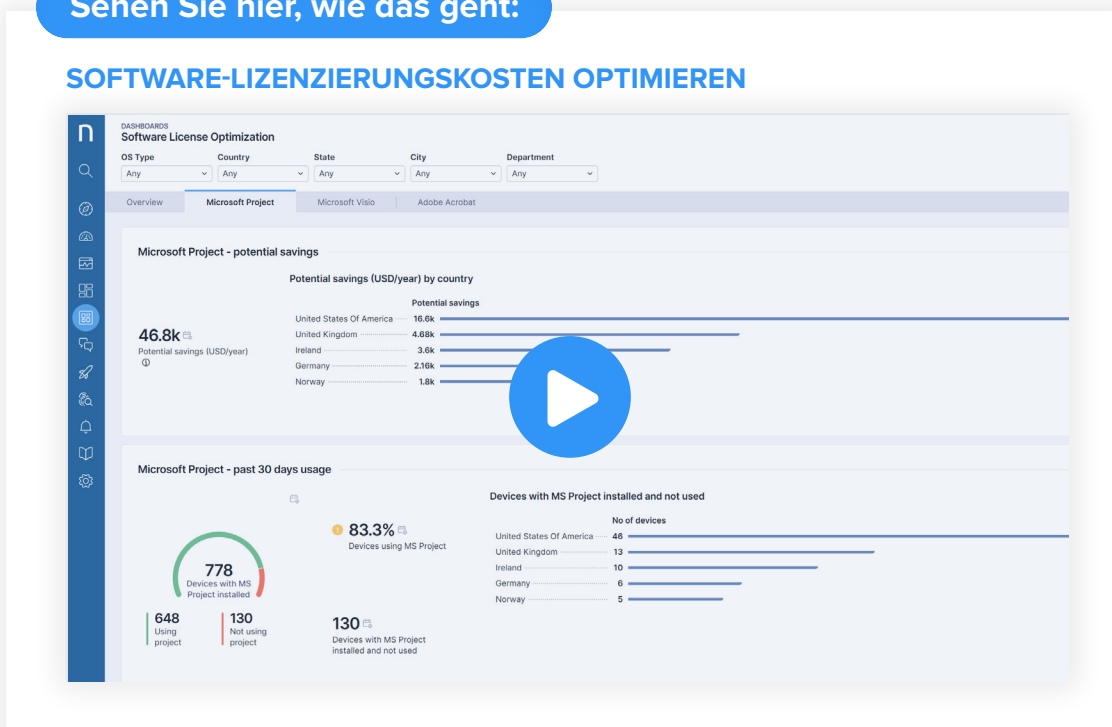 Sehen Sie hier, wie das geht:
SOFTWARE-LIZENZIERUNGSKOSTEN OPTIMIEREN
n
DASHBOARDS
Software License Optimization
OS Type Country State City Department
Any Any Any Any Any
Overview Microsoft Project Microsoft Visio Adobe Acrobat
Microsoft Project - potential savings
Potential savings (USD/year) by country
Potential savings
United States Of America 16.6k
United Kingdom 4.68k
46.8k
Potential savings (USD/year)
Ireland 3.6k
Germany 2.16k
Norway 1.8k
Microsoft Project - past 30 days usage
Devices with MS Project installed and not used
No of devices
83.3%
Devices using MS Project
United States Of America 46
United Kingdom 13
Ireland 10
Germany 6
Norway 5
778
Devices with MS
Project installed
648
Using
project
130
Not using
project
130
Devices with MS Project
installed and not used